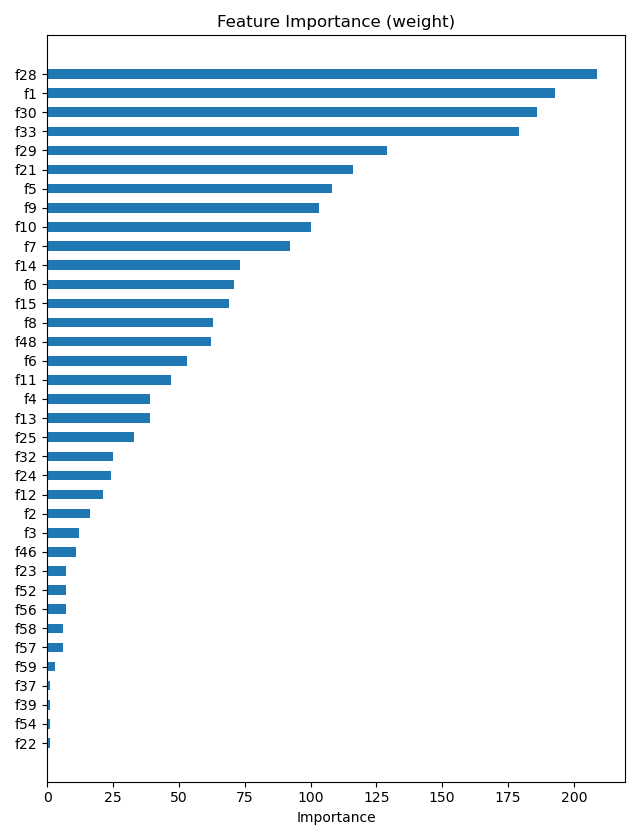 Feature Importance (weight)
f28
f1
f30
f33
f29
f21
f5
f9
f10
f7
f14
f0
f15
f8
f48
f6
f11
f4
f13
f25
f32
f24
f12
f2
f3
f46
f23
f52
f56
f58
f57
f59
f37
f39
f54
f22
0 25 50 75 100 125 150 175 200
Importance